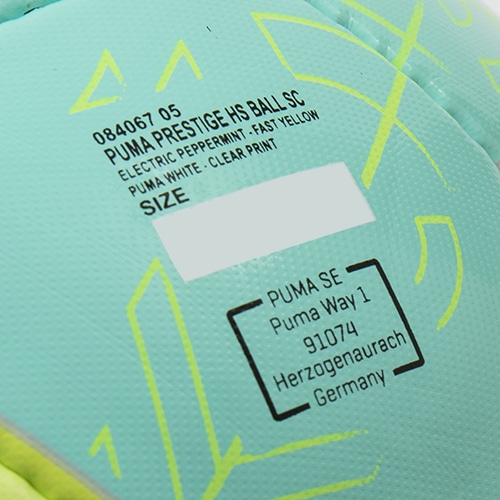 084067 05
PUMA PRESTIGE HS BALL SC
ELECTRIC PEPPERMINT - FAST YELLOW
PUMA WHITE - CLEAR PRINT
SIZE
PUMA SE
Puma Way 1
91074
Herzogenaurach
Germany